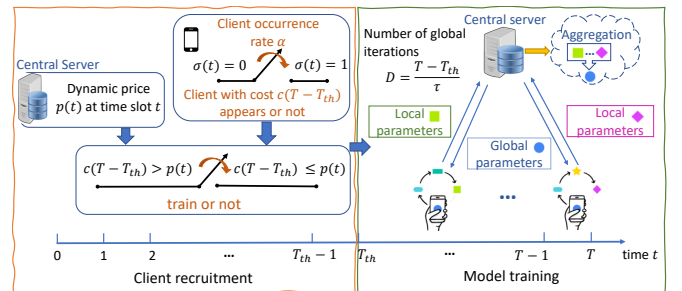 Client occurrence
rate α
σ(t) = 0
σ(t) = 1
Client with cost c(T − T_th)
appears or not
Central Server
Dynamic price
p(t) at time slot t
c(T − T_th) > p(t)
c(T − T_th) ≤ p(t)
train or not
Number of global
iterations
D = (T − T_th)/τ
Central server
Aggregation
...
Local
parameters
Global
parameters
Local
parameters
...
0
1
2
...
T_th − 1
T_th
...
T − 1
T
time t
Client recruitment
Model training